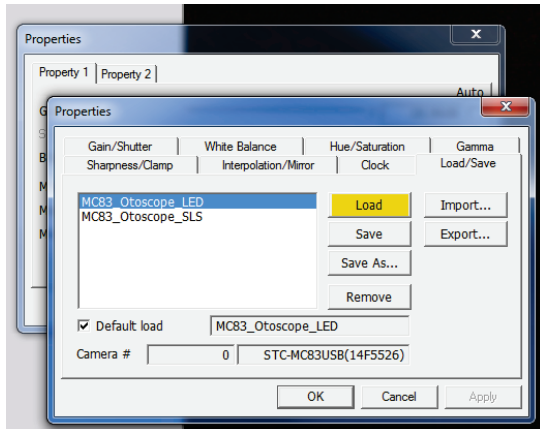 Properties
Property 1 Property 2
Auto
G
Properties
S
Gain/Shutter White Balance Hue/Saturation Gamma
B
Sharpness/Clamp Interpolation/Mirror Clock Load/Save
M
MC83_Otoscope_LED Load Import...
MC83_Otoscope_SLS
M
Save Export...
M
Save As...
Remove
Default load MC83_Otoscope_LED
Camera # 0 STC-MC83USB(14F5526)
OK Cancel Apply